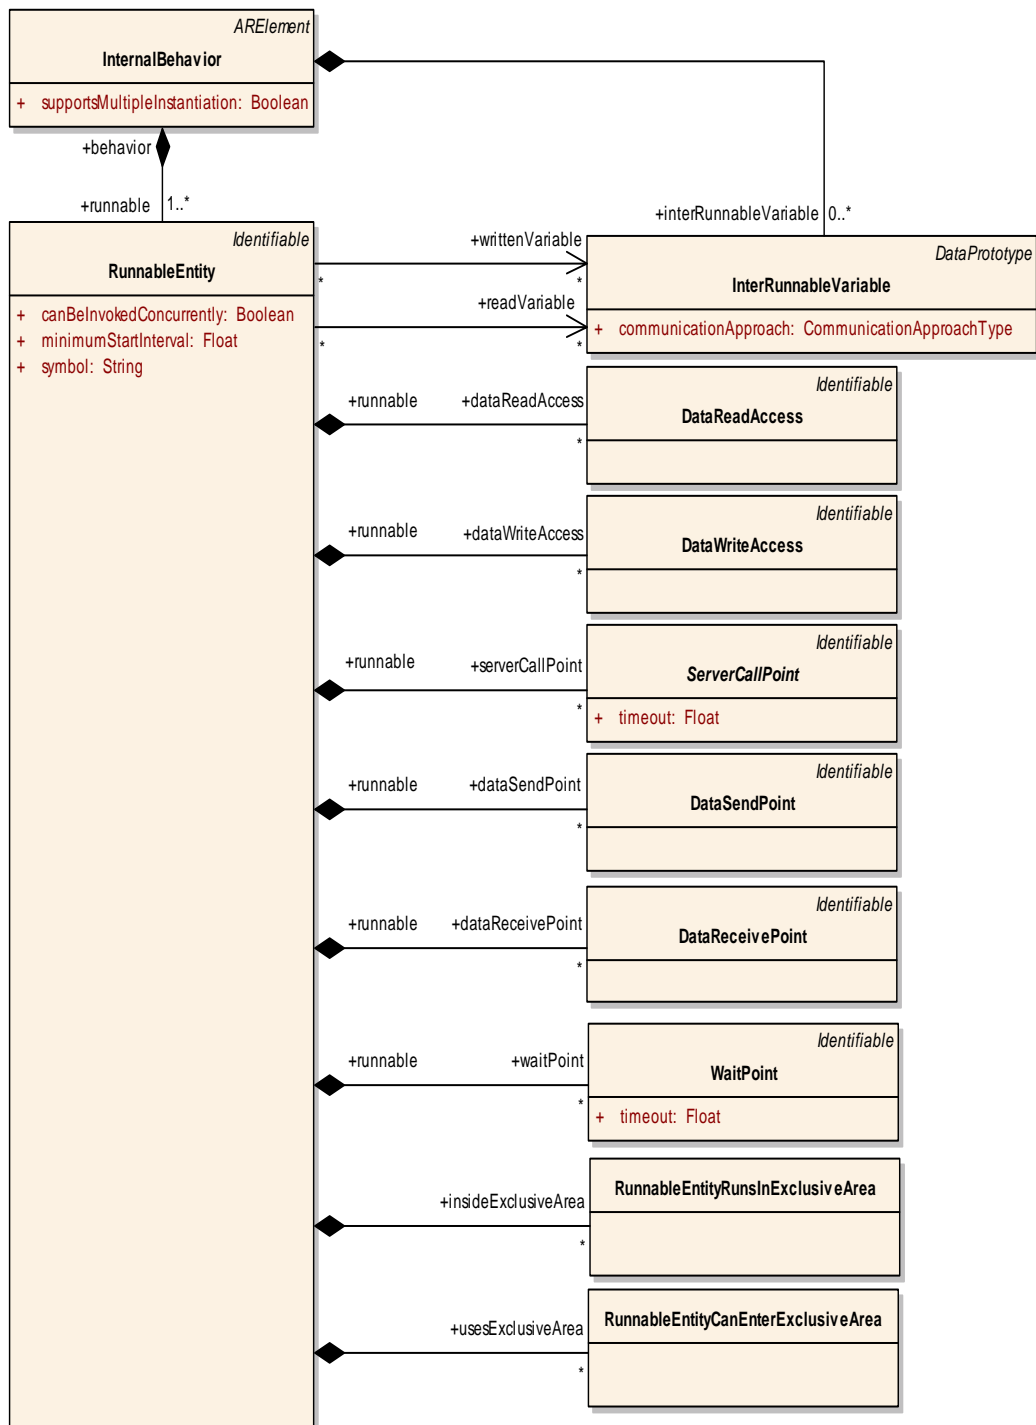 ARElement
InternalBehavior
+ supportsMultipleInstantiation: Boolean
+behavior
+runnable 1..*
+interRunnableVariable 0..*
Identifiable
RunnableEntity
+ canBeInvokedConcurrently: Boolean
+ minimumStartInterval: Float
+ symbol: String
+writtenVariable
* *
+readVariable
* *
DataPrototype
InterRunnableVariable
+ communicationApproach: CommunicationApproachType
+runnable +dataReadAccess
*
Identifiable
DataReadAccess
+runnable +dataWriteAccess
*
Identifiable
DataWriteAccess
+runnable +serverCallPoint
*
Identifiable
ServerCallPoint
+ timeout: Float
+runnable +dataSendPoint
*
Identifiable
DataSendPoint
+runnable +dataReceivePoint
*
Identifiable
DataReceivePoint
+runnable +waitPoint
*
Identifiable
WaitPoint
+ timeout: Float
+insideExclusiveArea
*
RunnableEntityRunsInExclusiveArea
+usesExclusiveArea
*
RunnableEntityCanEnterExclusiveArea